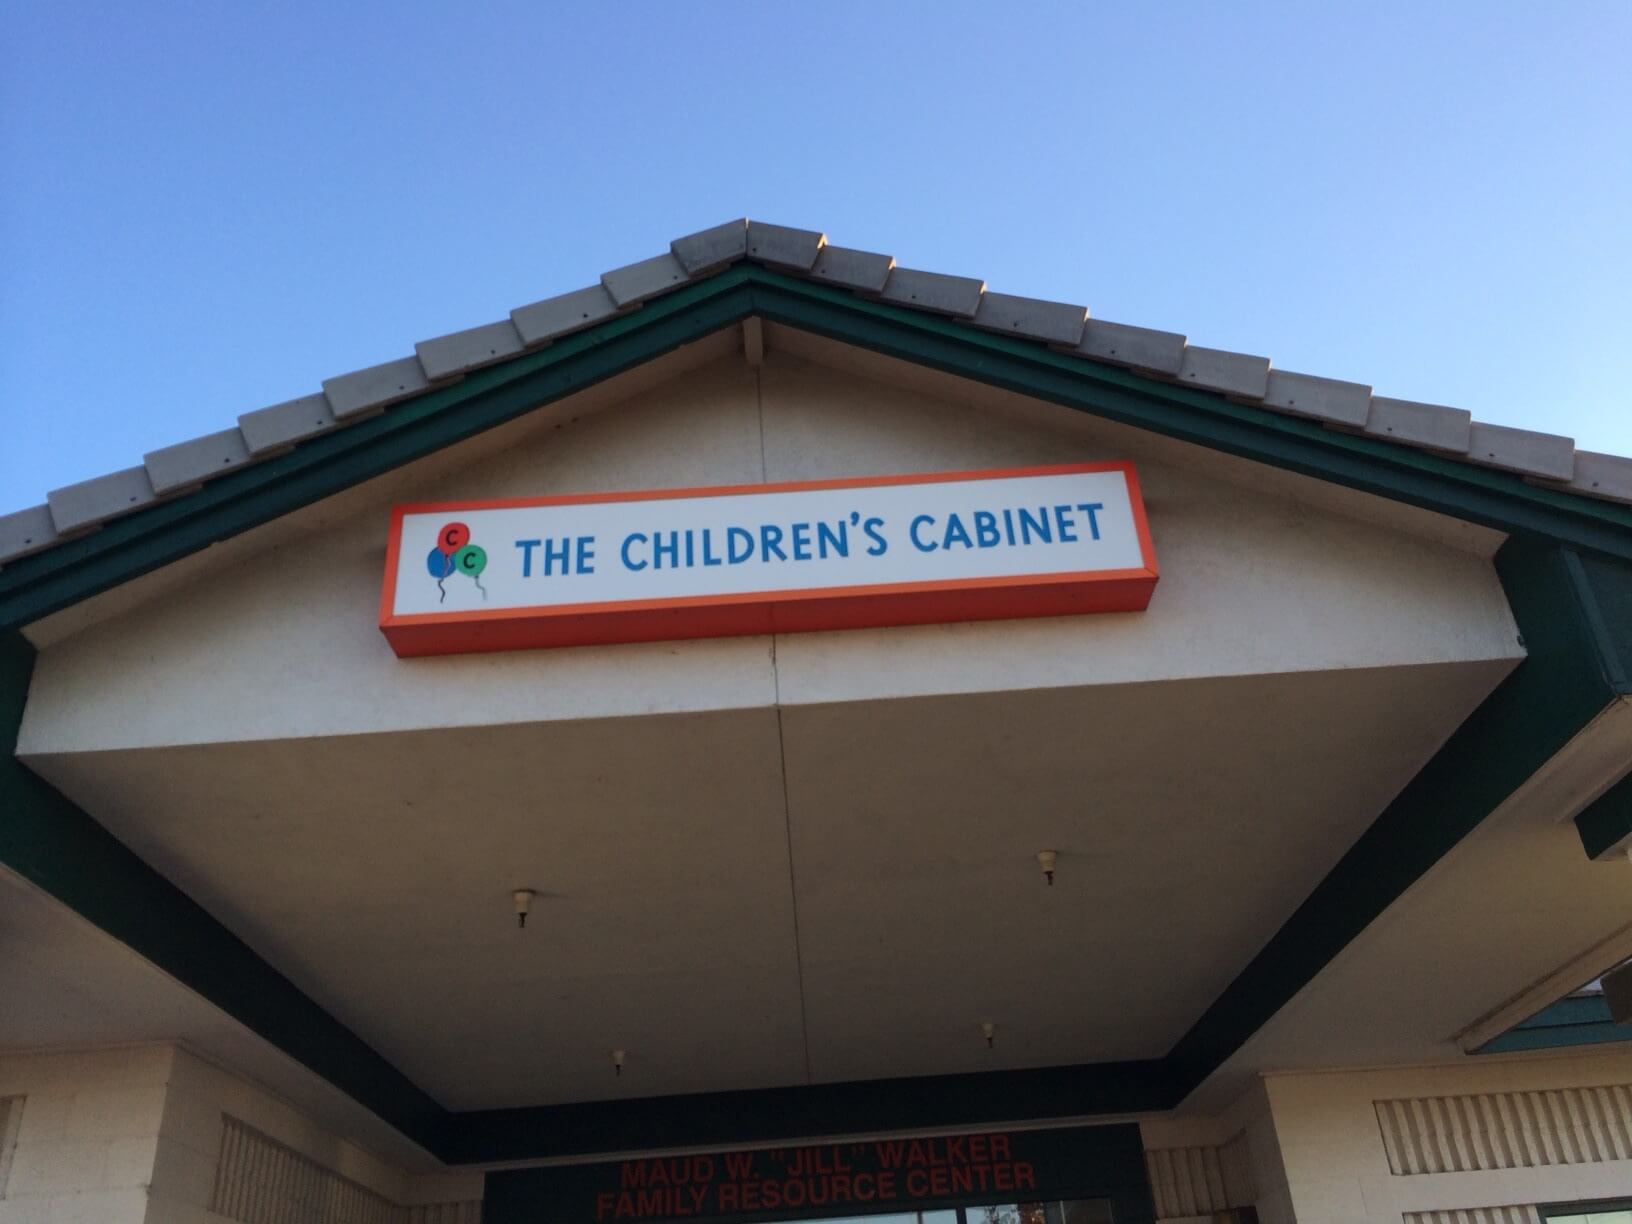 C
C
THE CHILDREN'S CABINET
MAUD W. "JILL" WALKER
FAMILY RESOURCE CENTER